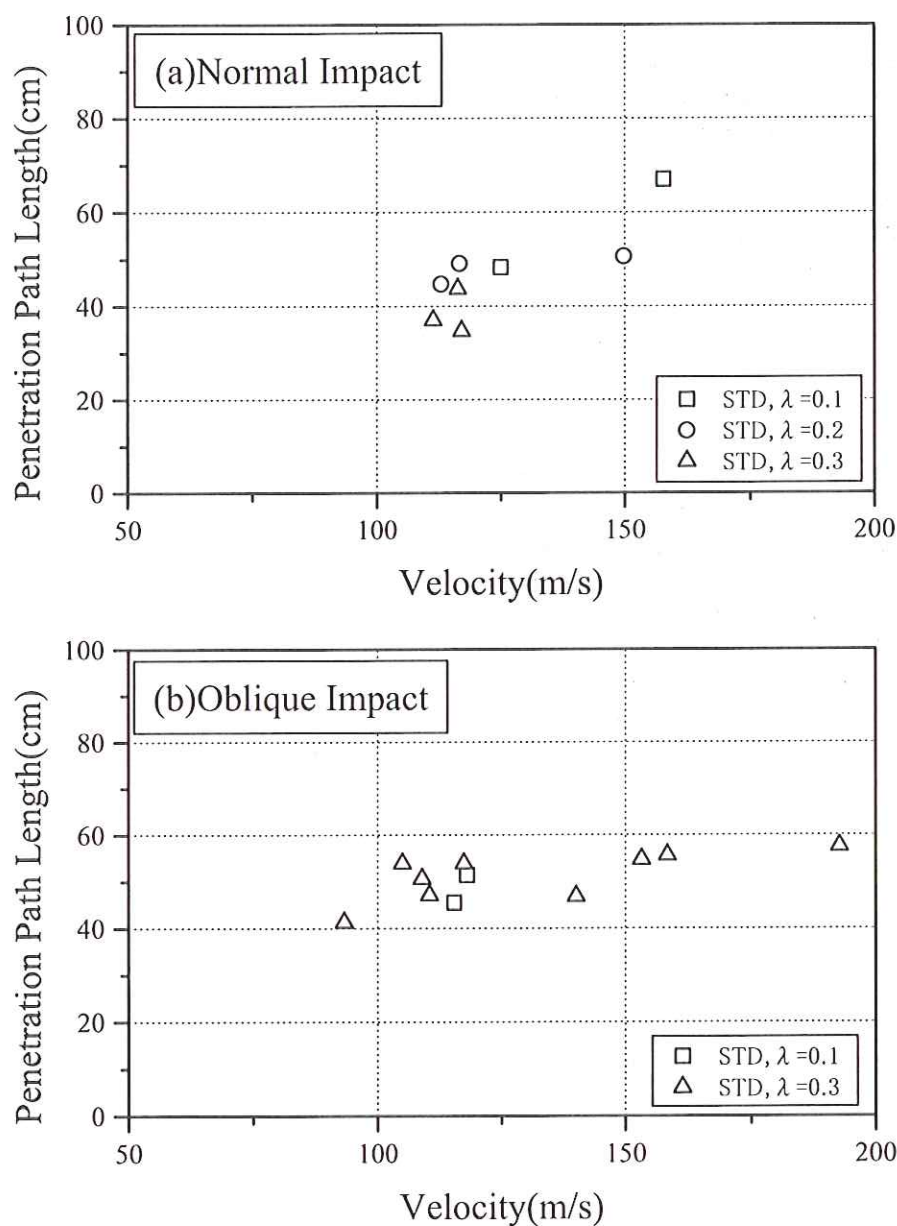 (a)Normal Impact
Penetration Path Length(cm)
100
80
60
40
20
0
STD, λ=0.1
STD, λ=0.2
STD, λ=0.3
50
100
150
200
Velocity(m/s)
(b)Oblique Impact
Penetration Path Length(cm)
100
80
60
40
20
0
STD, λ=0.1
STD, λ=0.3
50
100
150
200
Velocity(m/s)